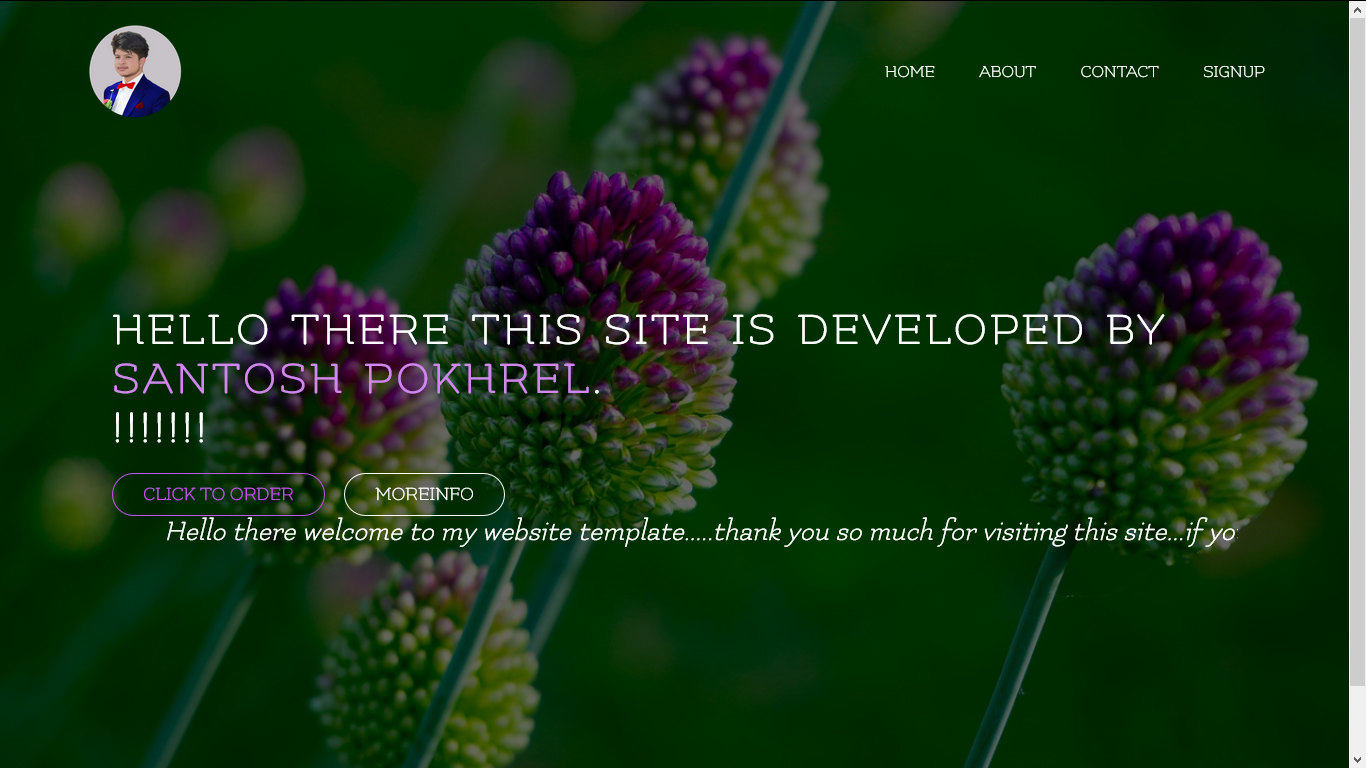 HOME ABOUT CONTACT SIGNUP
HELLO THERE THIS SITE IS DEVELOPED BY
SANTOSH POKHREL.
!!!!!!!
CLICK TO ORDER MOREINFO
Hello there welcome to my website template.....thank you so much for visiting this site...if yo